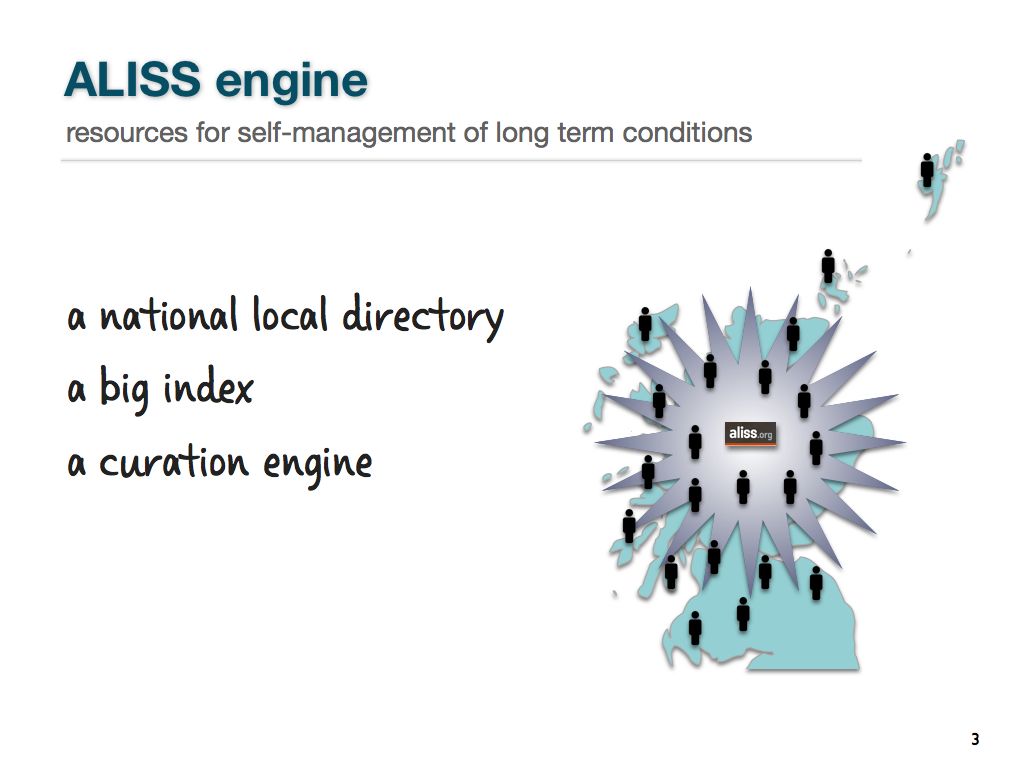 ALISS engine
resources for self-management of long term conditions
a national local directory
a big index
a curation engine
aliss.org
3